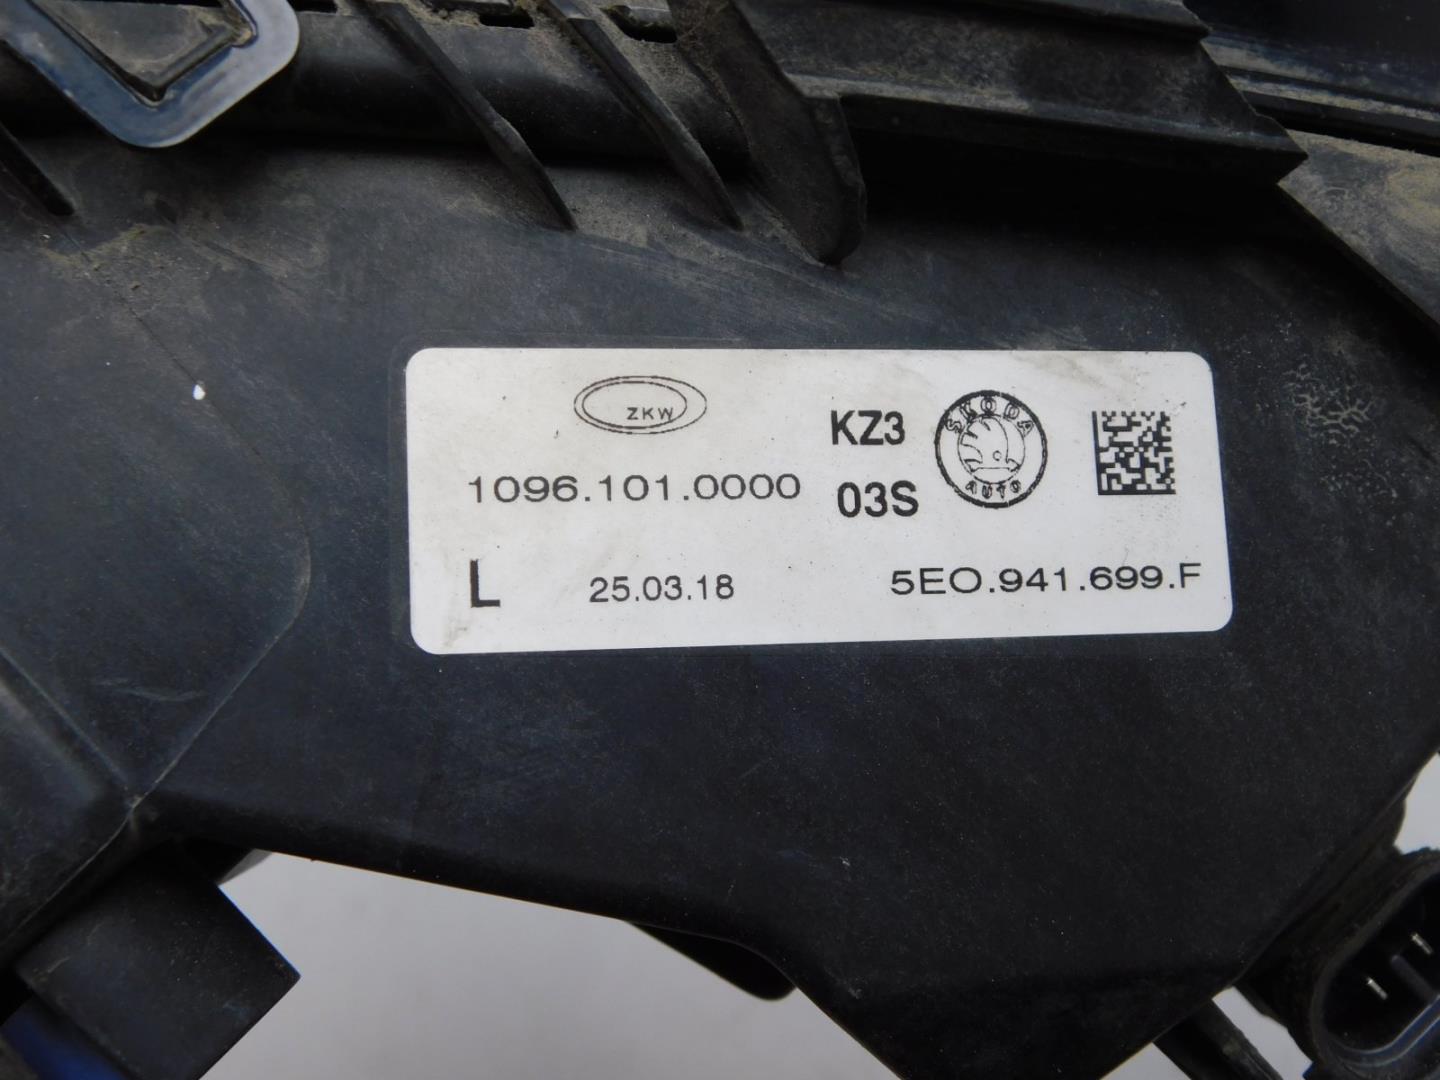 ZKW
KZ3
SKODA
AUTO
1096.101.0000
03S
L
25.03.18
5E0.941.699.F